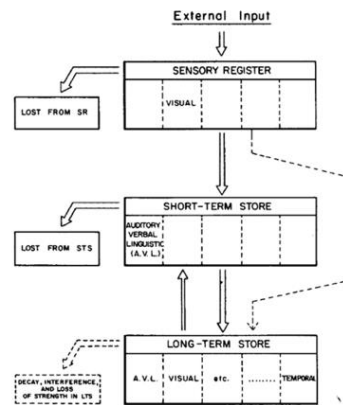 External Input
SENSORY REGISTER
VISUAL
LOST FROM SR
SHORT-TERM STORE
AUDITORY
VERBAL
LINGUISTIC
(A.V.L.)
LOST FROM STS
LONG-TERM STORE
A.V.L. VISUAL etc. ........ TEMPORAL
DECAY, INTERFERENCE,
AND LOSS
OF STRENGTH IN LTS